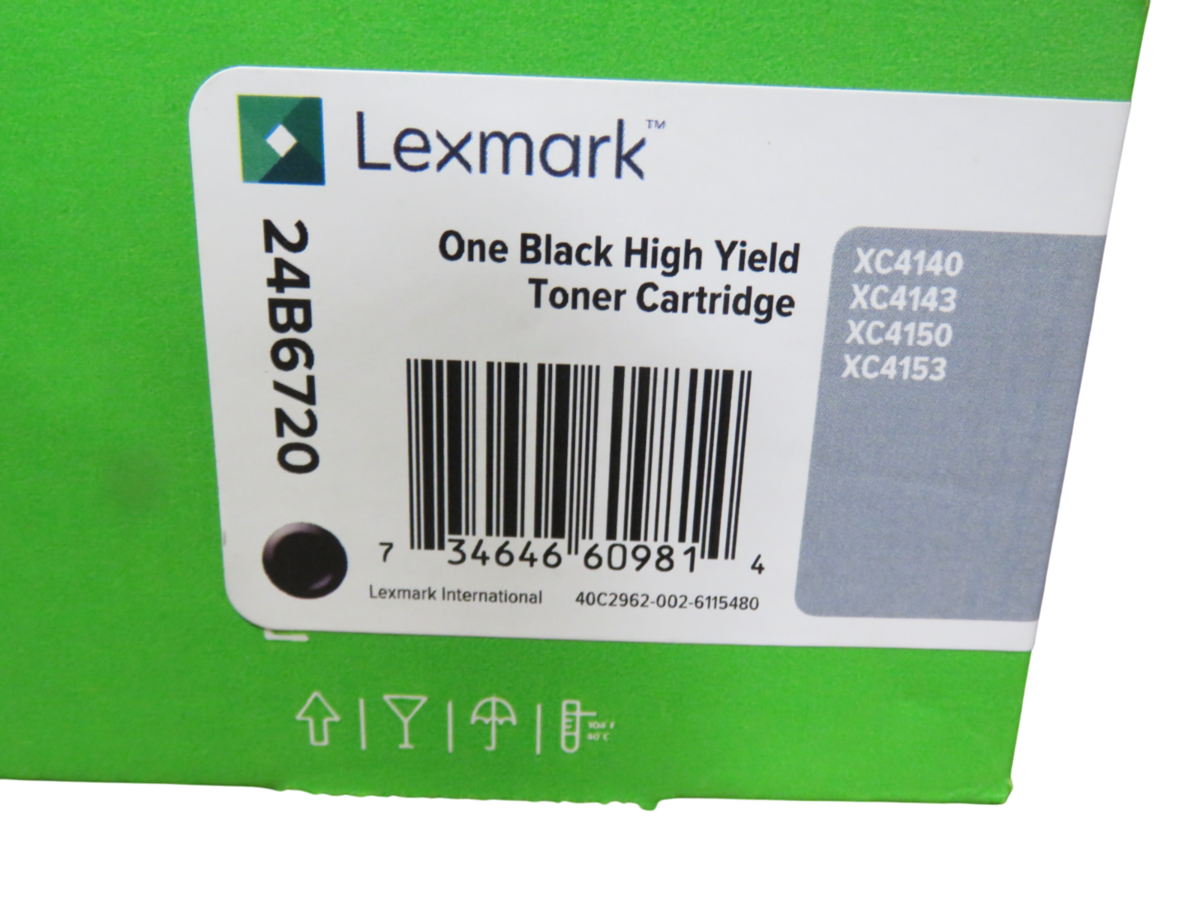 Lexmark™
24B6720
One Black High Yield
Toner Cartridge
XC4140
XC4143
XC4150
XC4153
7 34646 60981 4
Lexmark International 40C2962-002-6115480